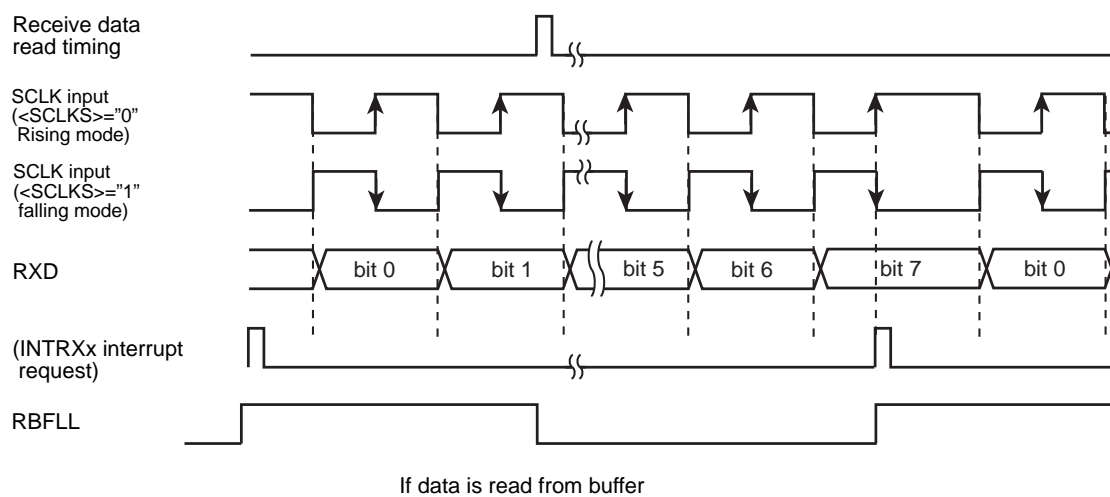 Receive data
read timing
SCLK input
(<SCLKS>=”0”
Rising mode)
SCLK input
(<SCLKS>=”1”
falling mode)
RXD
bit 0
bit 1
bit 5
bit 6
bit 7
bit 0
(INTRXx interrupt
request)
RBFLL
If data is read from buffer